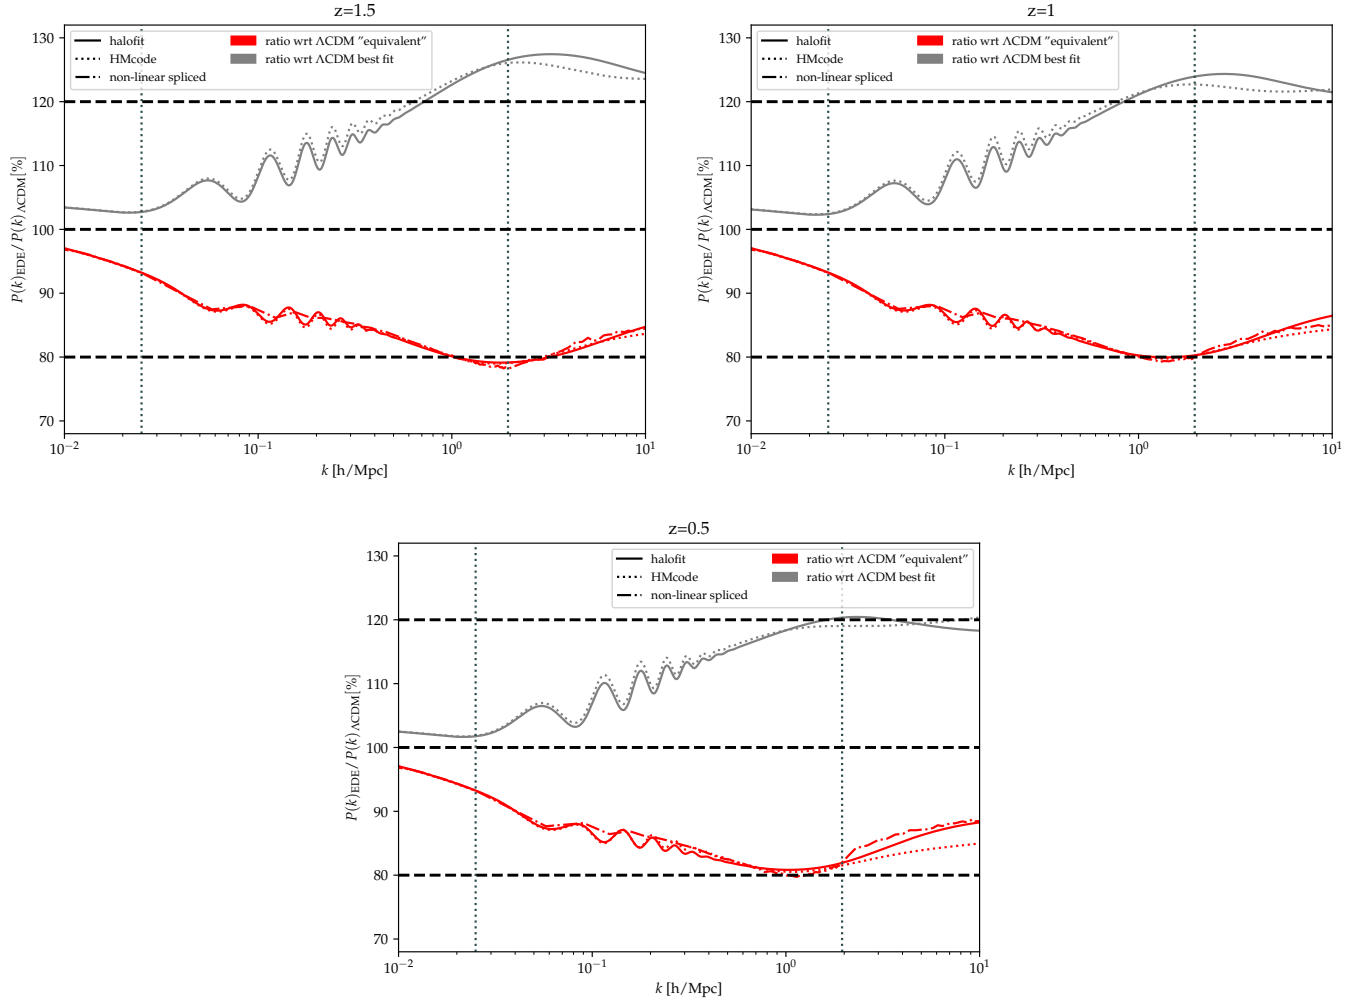 z=1.5
halofit
HMcode
non-linear spliced
ratio wrt ΛCDM ”equivalent”
ratio wrt ΛCDM best fit
130
120
110
100
90
80
70
P(k)EDE/P(k)ΛCDM[%]
10⁻² 10⁻¹ 10⁰ 10¹
k [h/Mpc]
z=1
halofit
HMcode
non-linear spliced
ratio wrt ΛCDM ”equivalent”
ratio wrt ΛCDM best fit
130
120
110
100
90
80
70
P(k)EDE/P(k)ΛCDM[%]
10⁻² 10⁻¹ 10⁰ 10¹
k [h/Mpc]
z=0.5
halofit
HMcode
non-linear spliced
ratio wrt ΛCDM ”equivalent”
ratio wrt ΛCDM best fit
130
120
110
100
90
80
70
P(k)EDE/P(k)ΛCDM[%]
10⁻² 10⁻¹ 10⁰ 10¹
k [h/Mpc]